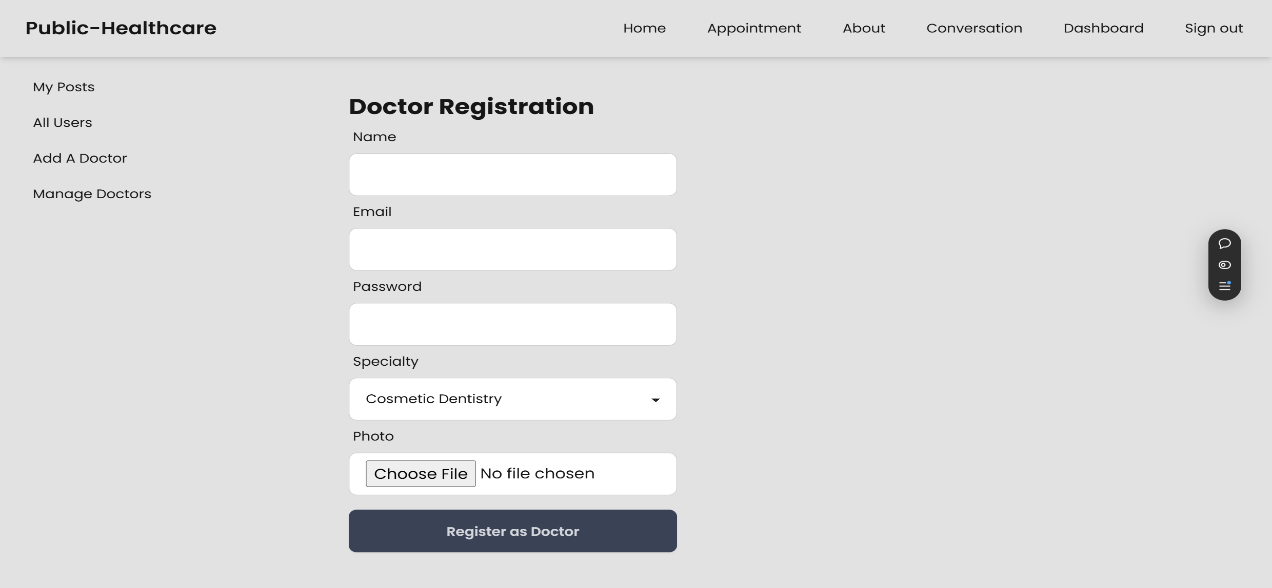 Public-Healthcare
Home Appointment About Conversation Dashboard Sign out
My Posts
All Users
Add A Doctor
Manage Doctors
Doctor Registration
Name
Email
Password
Specialty
Cosmetic Dentistry
Photo
Choose File No file chosen
Register as Doctor